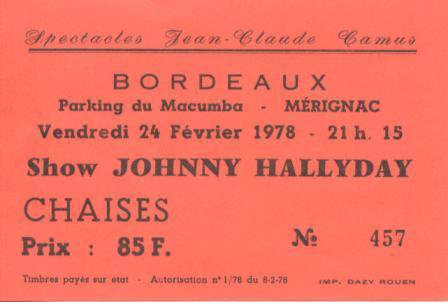 Spectacles Jean-Claude Camus
BORDEAUX
Parking du Macumba - MÉRIGNAC
Vendredi 24 Février 1978 - 21 h. 15
Show JOHNNY HALLYDAY
CHAISES
Prix : 85 F.
№ 457
Timbres payés sur état - Autorisation n° 1/78 du 8-2-78 IMP. DAZY ROUEN